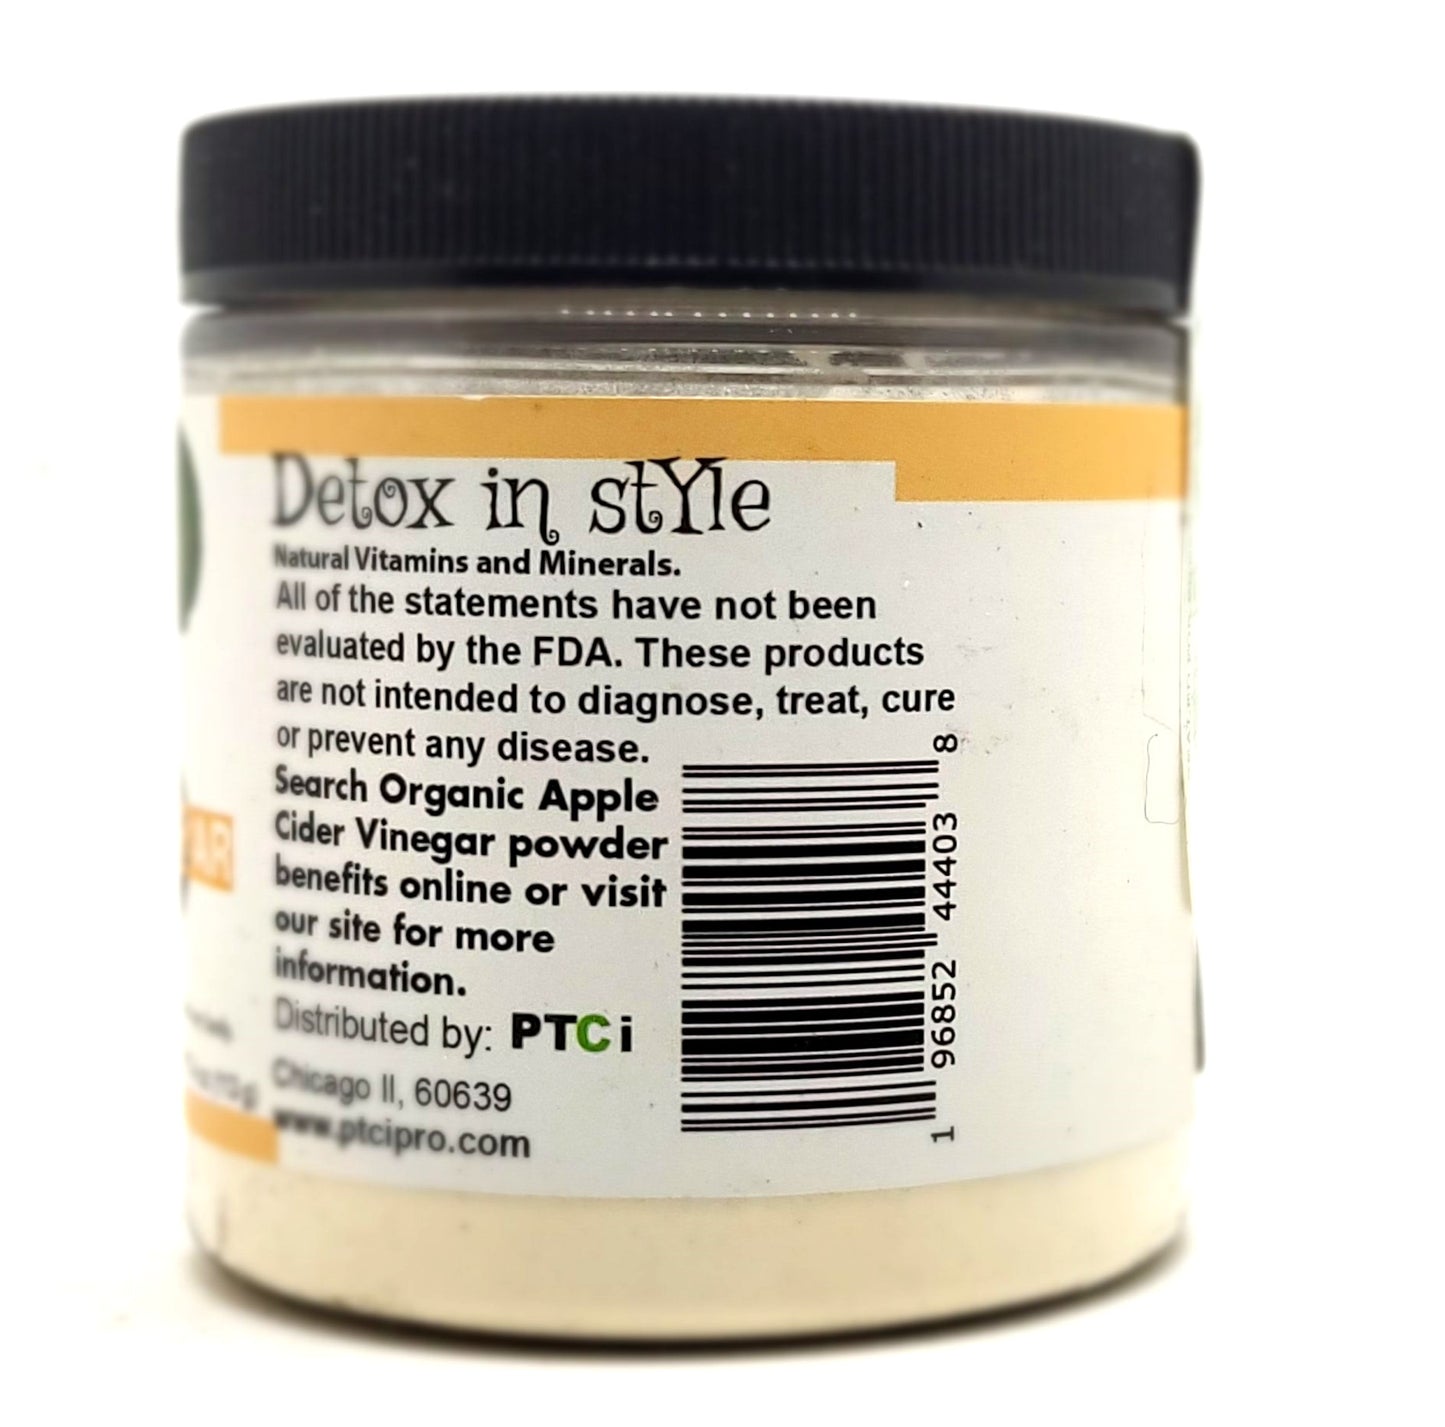 Detox in stYle
Natural Vitamins and Minerals.
All of the statements have not been
evaluated by the FDA. These products
are not intended to diagnose, treat, cure
or prevent any disease.
Search Organic Apple
Cider Vinegar powder
benefits online or visit
our site for more
information.
Distributed by: PTCi
Chicago Il, 60639
www.ptcipro.com
1 96852 44403 8
AR